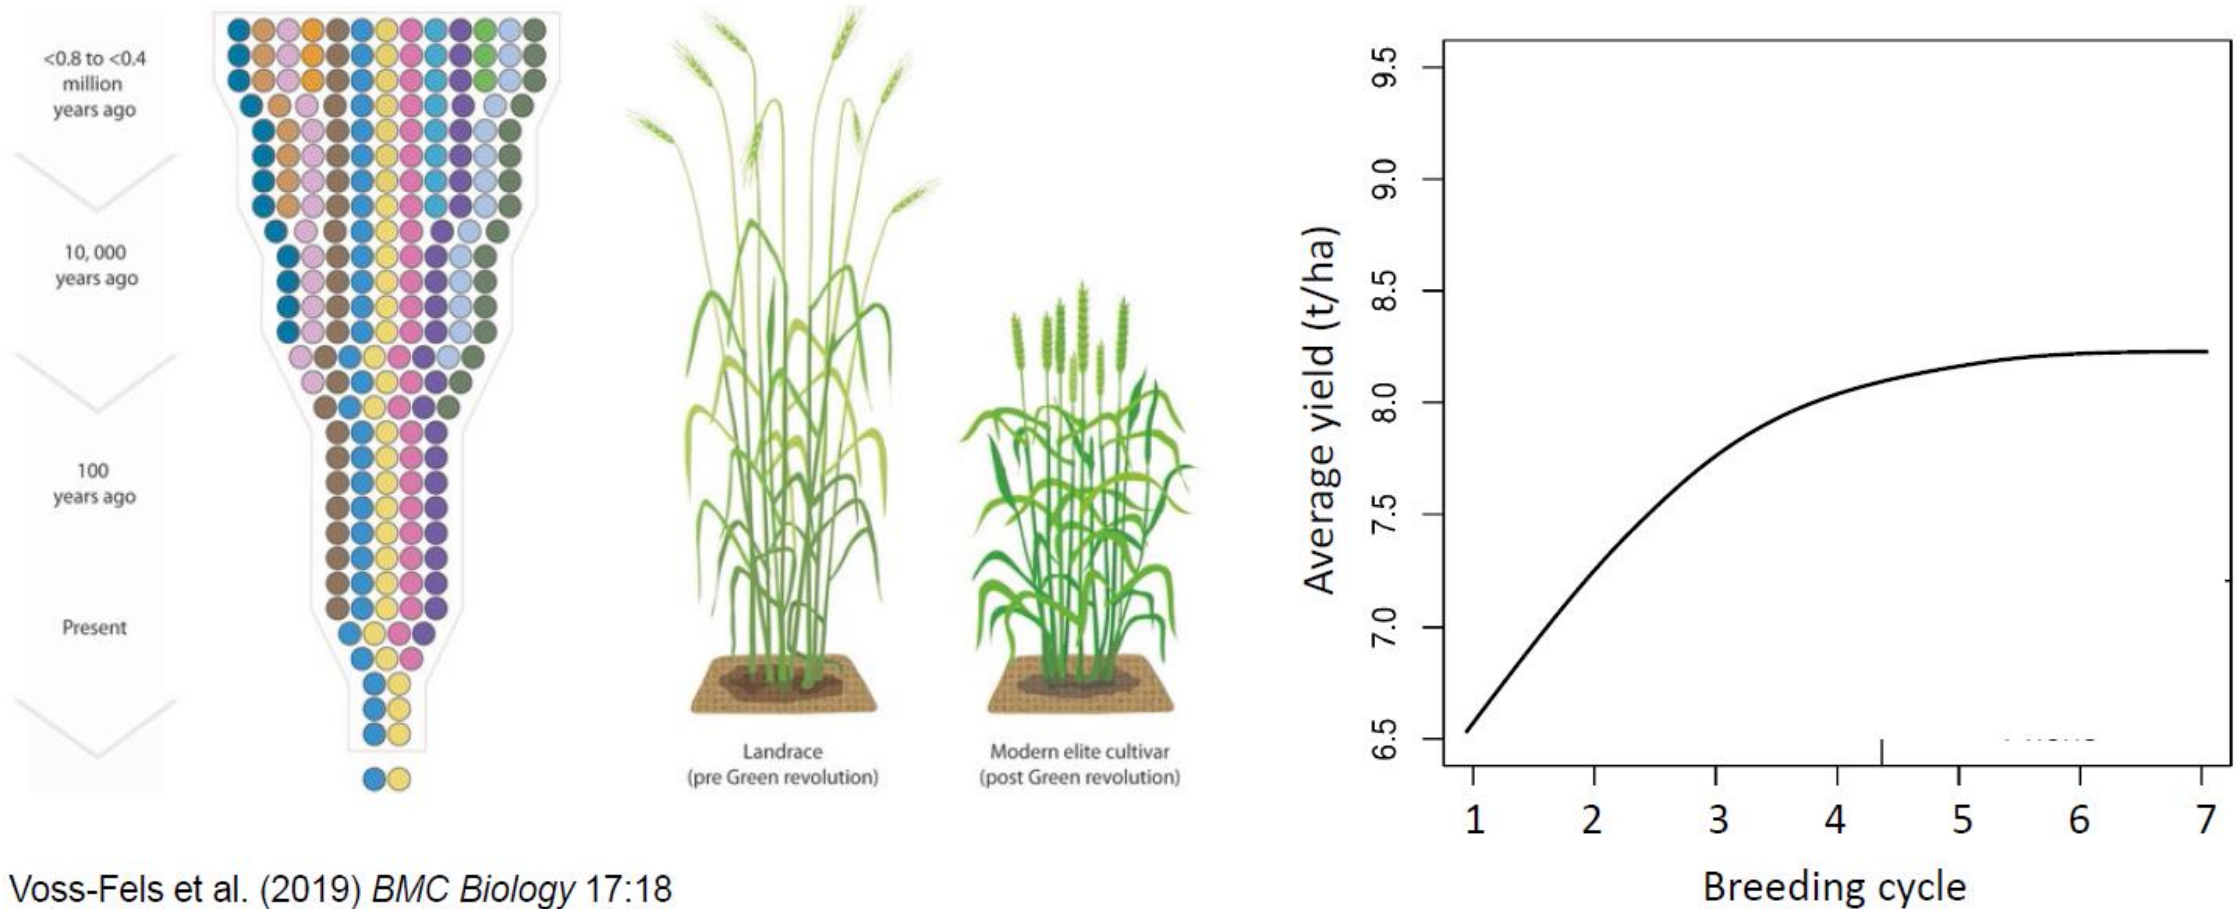 <0.8 to <0.4
million
years ago
10, 000
years ago
100
years ago
Present
Landrace
(pre Green revolution)
Modern elite cultivar
(post Green revolution)
Average yield (t/ha)
9.5
9.0
8.5
8.0
7.5
7.0
6.5
1 2 3 4 5 6 7
Breeding cycle
Voss-Fels et al. (2019) BMC Biology 17:18